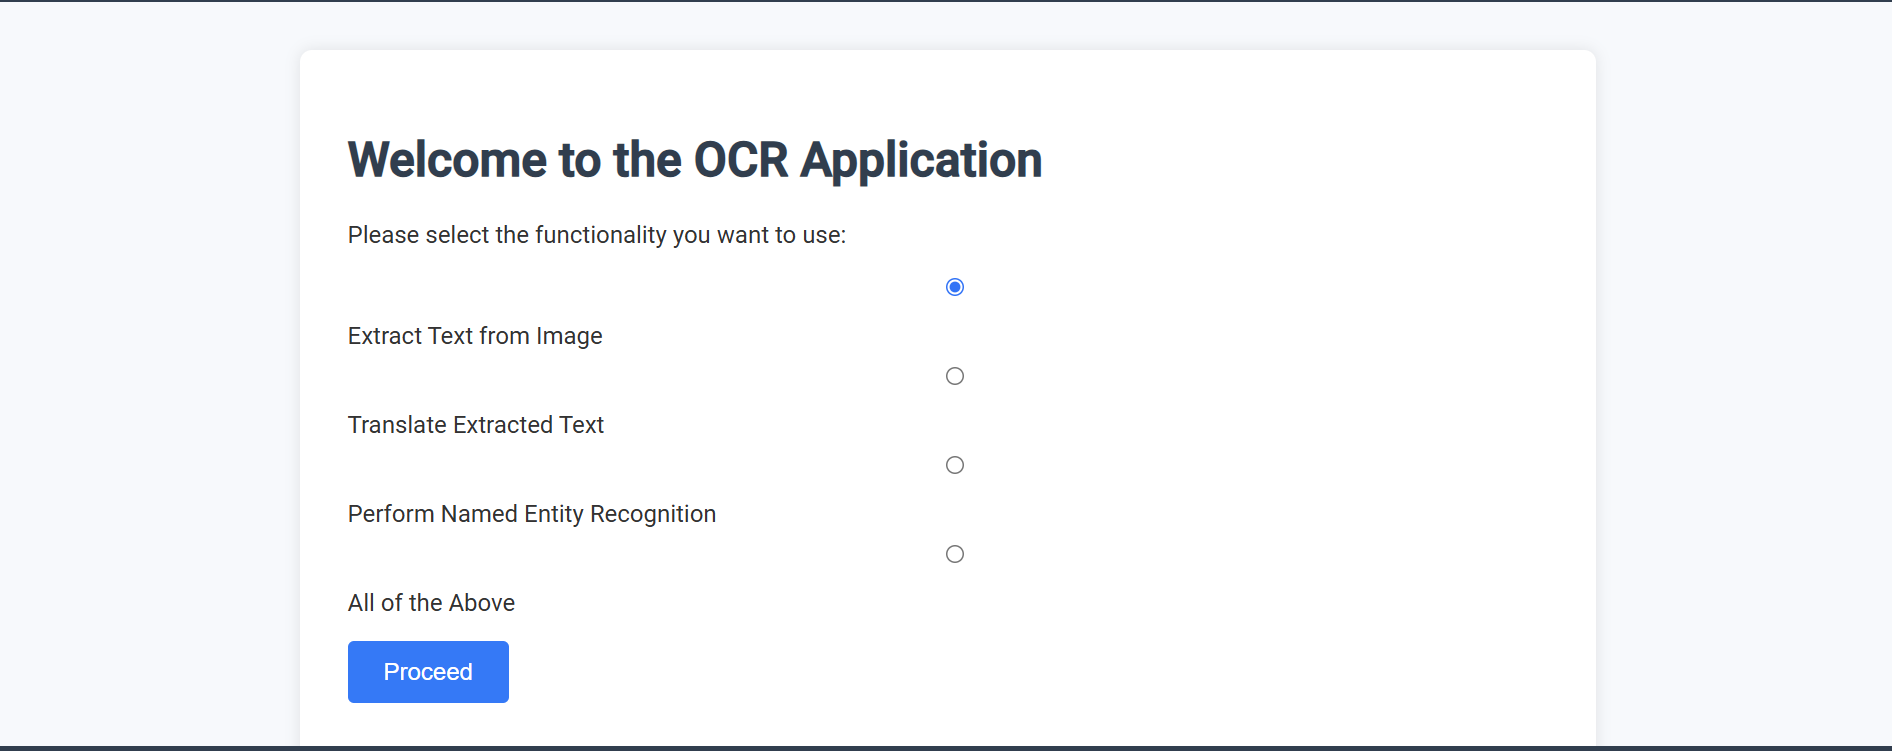 Welcome to the OCR Application
Please select the functionality you want to use:
Extract Text from Image
Translate Extracted Text
Perform Named Entity Recognition
All of the Above
Proceed